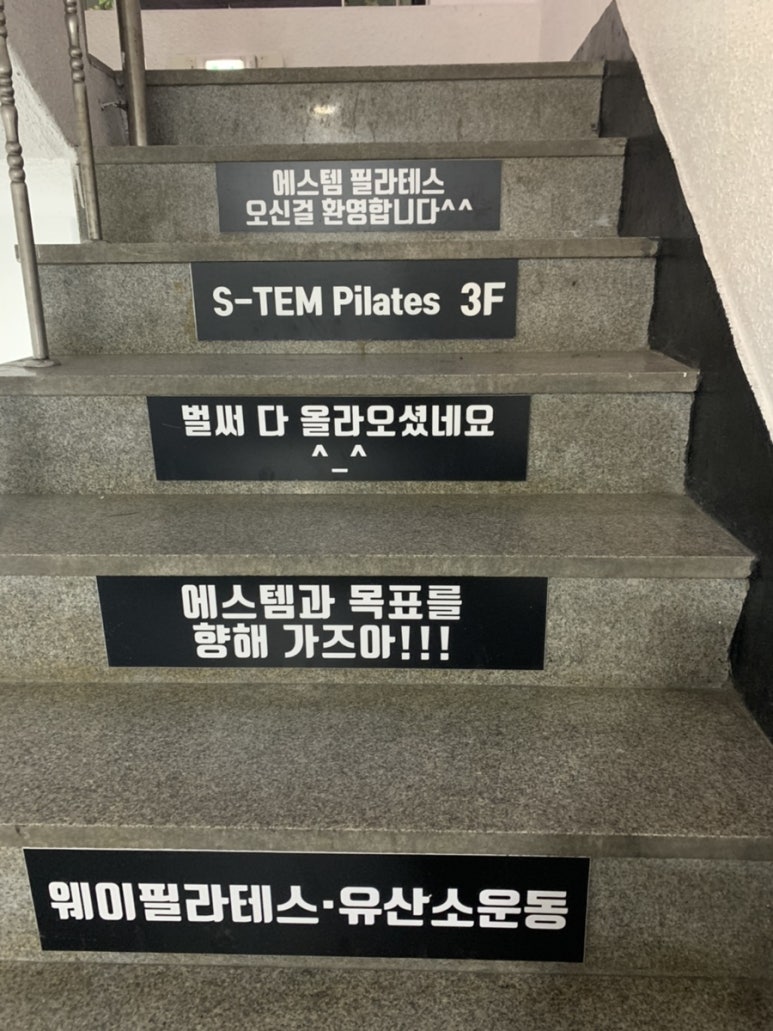 에스템 필라테스
오신걸 환영합니다^^
S-TEM Pilates 3F
벌써 다 올라오셨네요
^_^
에스템과 목표를
향해 가즈아!!!
웨이필라테스·유산소운동